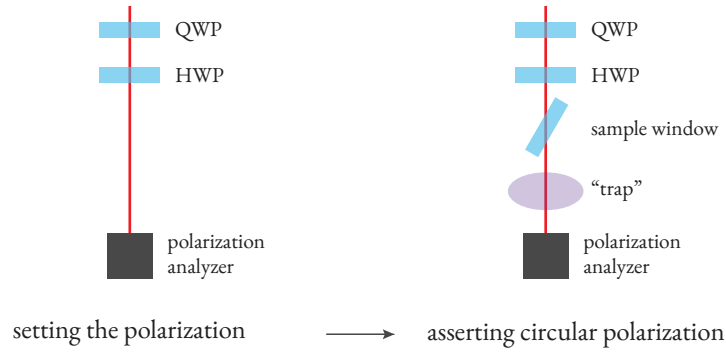 QWP
HWP
polarization
analyzer
setting the polarization
QWP
HWP
sample window
“trap”
polarization
analyzer
asserting circular polarization